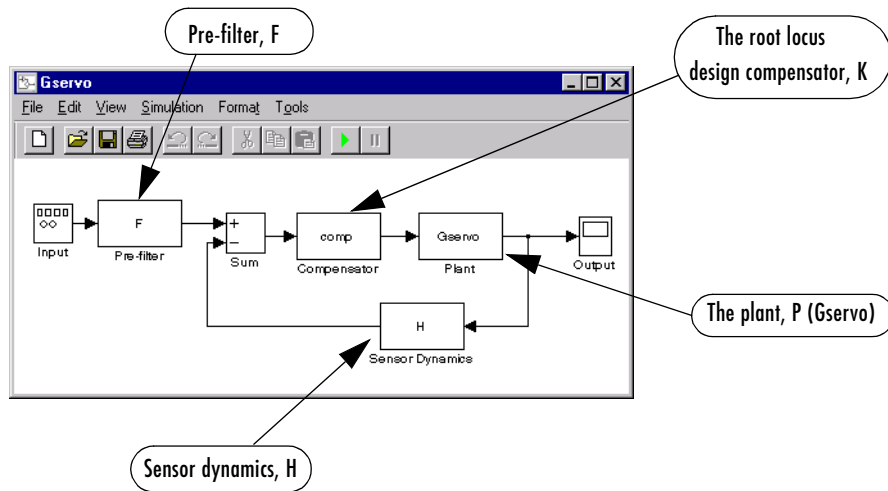 Pre-filter, F
The root locus
design compensator, K
Gservo
File Edit View Simulation Format Tools
F
+
−
comp
Gservo
Input
Pre-filter
Sum
Compensator
Plant
Output
The plant, P (Gservo)
H
Sensor Dynamics
Sensor dynamics, H